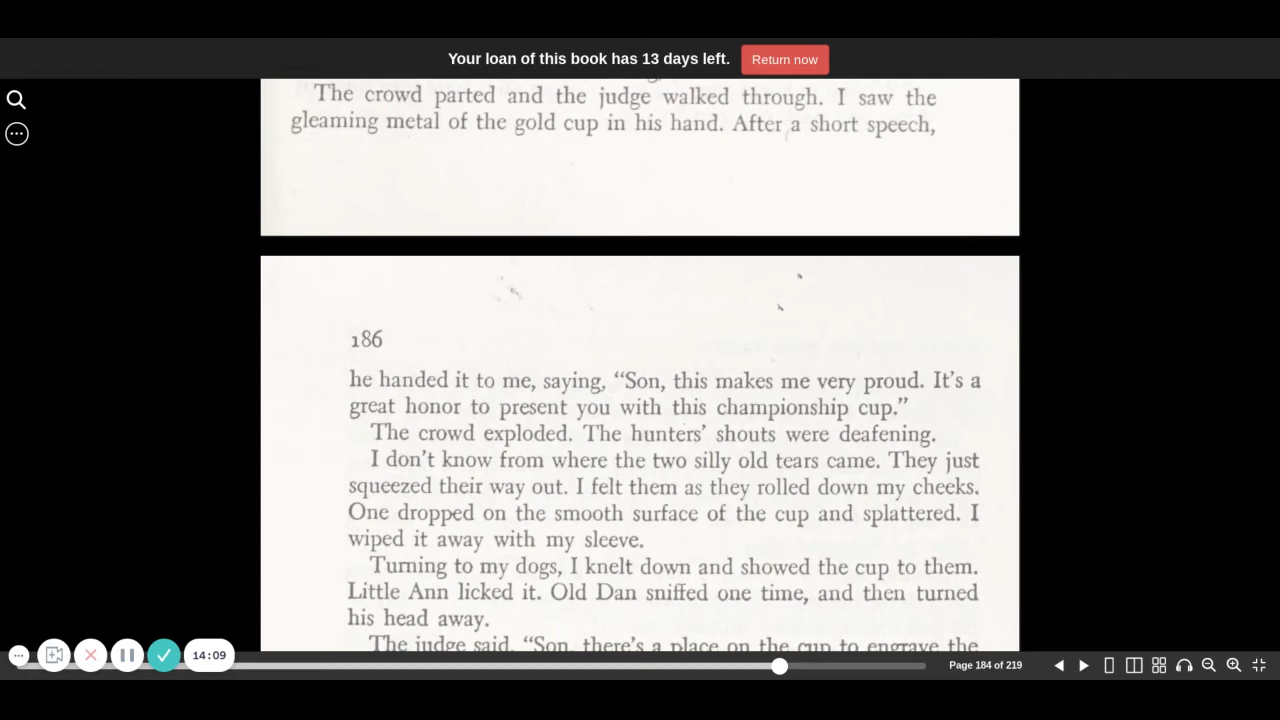 Your loan of this book has 13 days left. Return now
The crowd parted and the judge walked through. I saw the
gleaming metal of the gold cup in his hand. After a short speech,
186
he handed it to me, saying, “Son, this makes me very proud. It’s a
great honor to present you with this championship cup.”
The crowd exploded. The hunters’ shouts were deafening.
I don’t know from where the two silly old tears came. They just
squeezed their way out. I felt them as they rolled down my cheeks.
One dropped on the smooth surface of the cup and splattered. I
wiped it away with my sleeve.
Turning to my dogs, I knelt down and showed the cup to them.
Little Ann licked it. Old Dan sniffed one time, and then turned
his head away.
The judge said, “Son, there’s a place on the cup to engrave the
14:09
Page 184 of 219